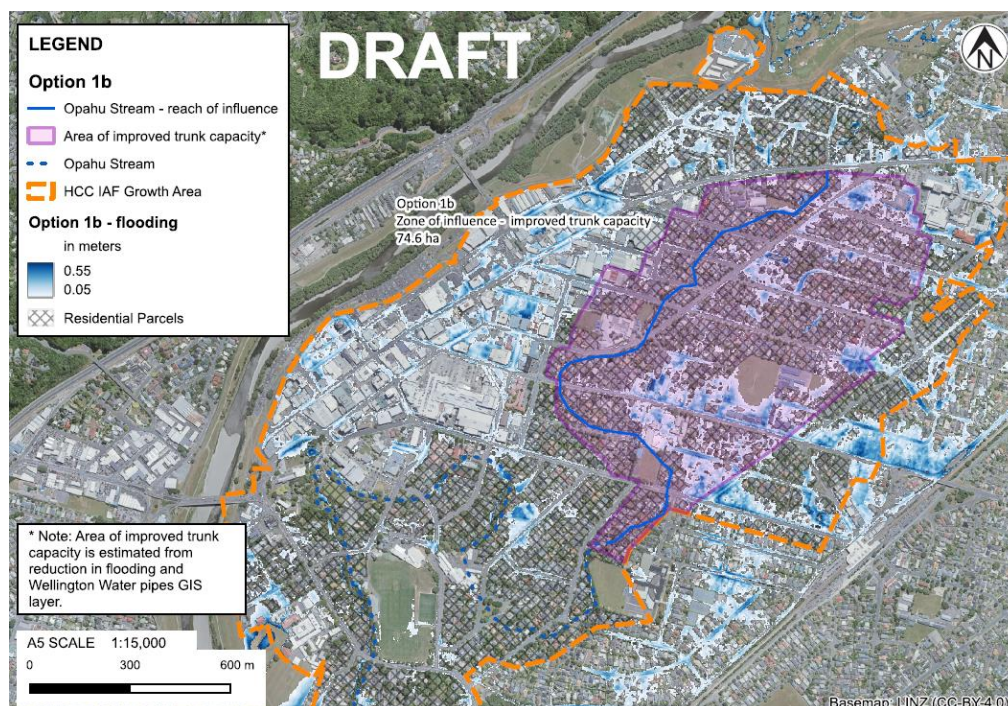 LEGEND
Option 1b
Opahu Stream - reach of influence
Area of improved trunk capacity*
Opahu Stream
HCC IAF Growth Area
Option 1b - flooding
in meters
0.55
0.05
Residential Parcels
DRAFT
N
Option 1b
Zone of influence - improved trunk capacity
74.6 ha
* Note: Area of improved trunk
capacity is estimated from
reduction in flooding and
Wellington Water pipes GIS
layer.
A5 SCALE 1:15,000
0 300 600 m
Basemap: LINZ (CC-BY-4.0)